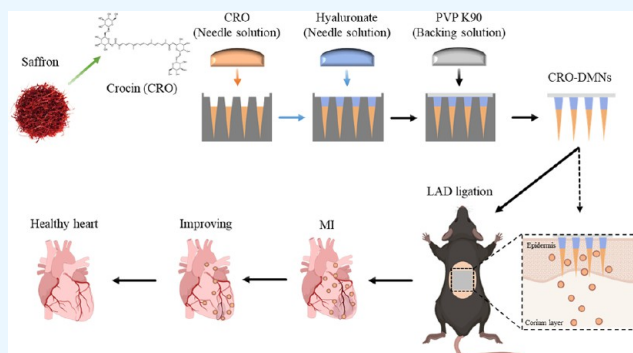 CRO
(Needle solution)
Hyaluronate
(Needle solution)
PVP K90
(Backing solution)
Saffron
Crocin (CRO)
CRO-DMNs
LAD ligation
Healthy heart
Improving
MI
Epidermis
Corium layer